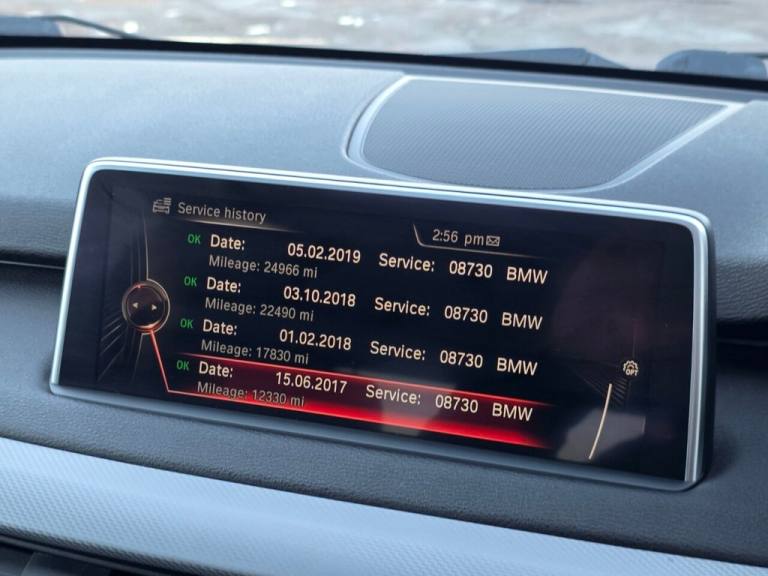 Service history
2:56 pm
OK Date: 05.02.2019 Service: 08730 BMW
Mileage: 24966 mi
OK Date: 03.10.2018 Service: 08730 BMW
Mileage: 22490 mi
OK Date: 01.02.2018 Service: 08730 BMW
Mileage: 17830 mi
OK Date: 15.06.2017 Service: 08730 BMW
Mileage: 12330 mi
OPT